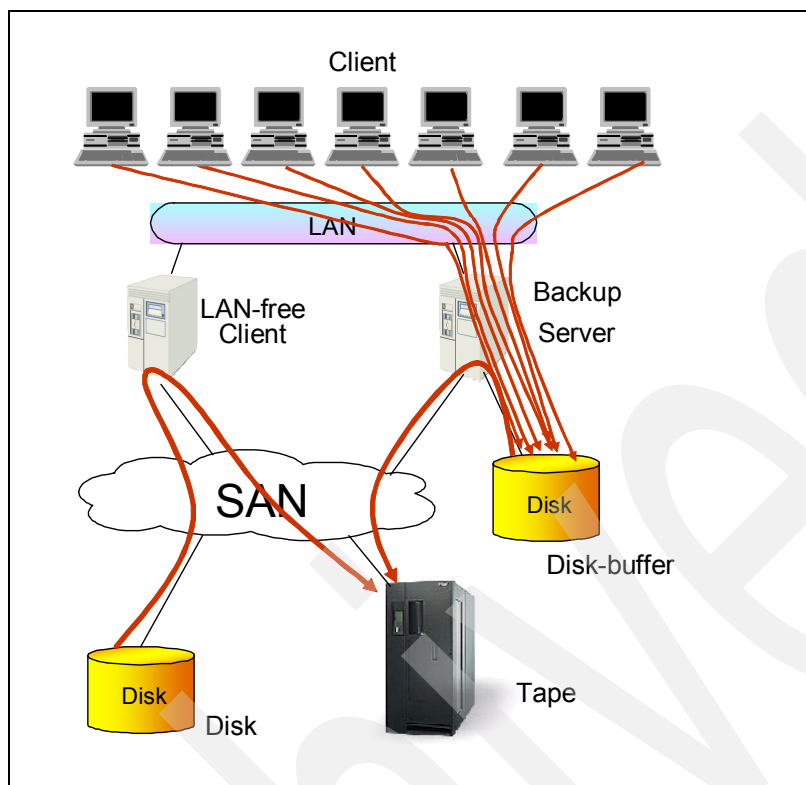 Client
LAN
LAN-free
Client
Backup
Server
SAN
Disk
Disk-buffer
Disk
Disk
Tape